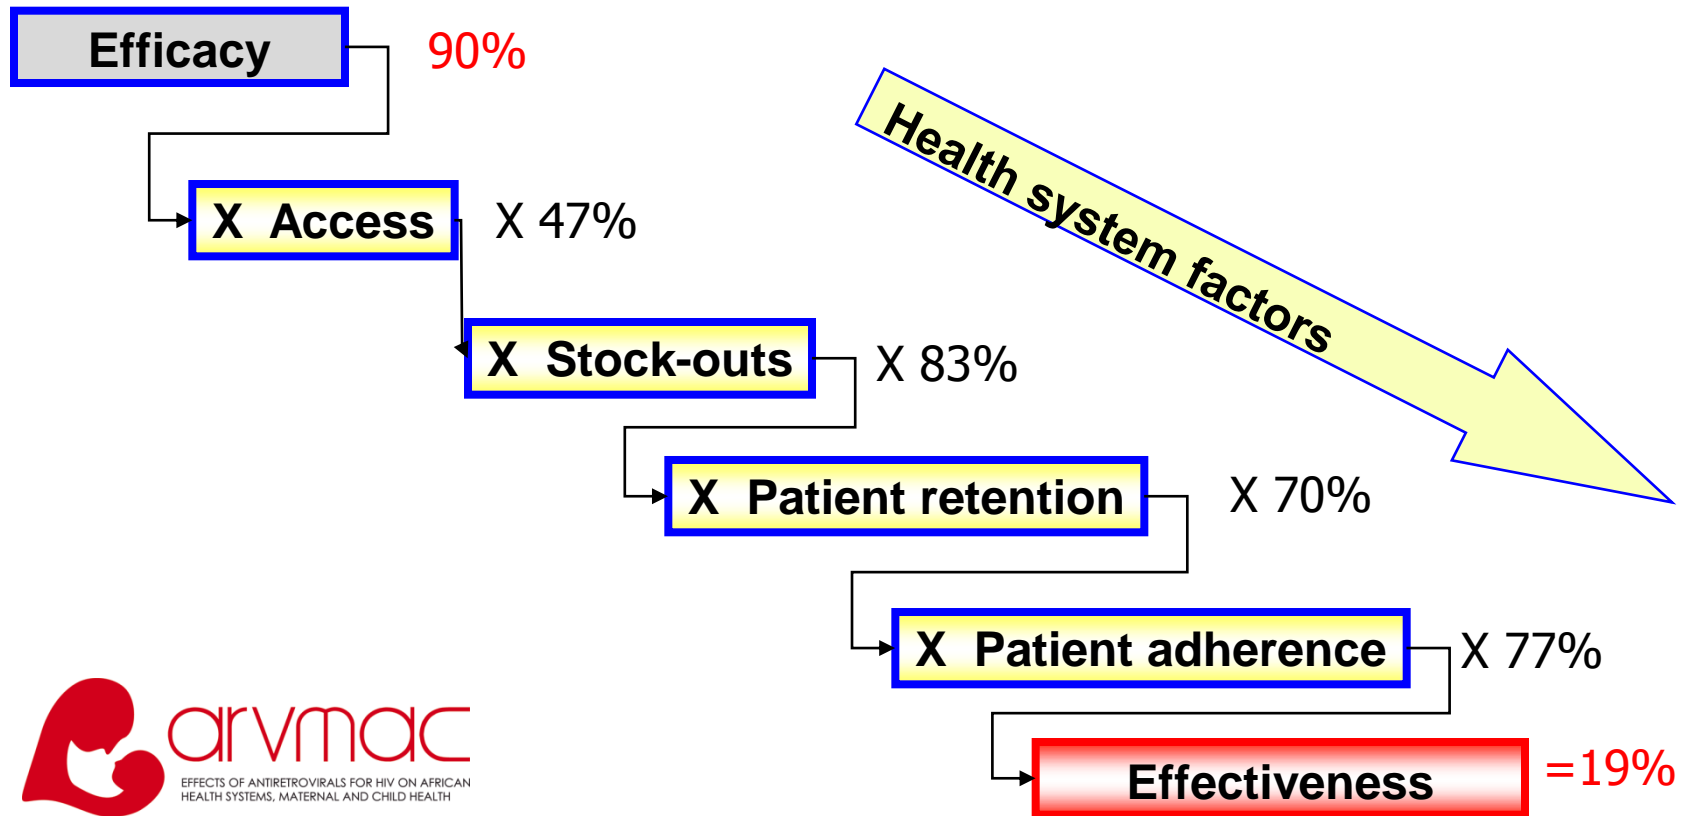 Efficacy
90%
Health system factors
X Access
X 47%
X Stock-outs
X 83%
X Patient retention
X 70%
X Patient adherence
X 77%
Effectiveness
=19%
arvmac
EFFECTS OF ANTIRETROVIRALS FOR HIV ON AFRICAN
HEALTH SYSTEMS, MATERNAL AND CHILD HEALTH